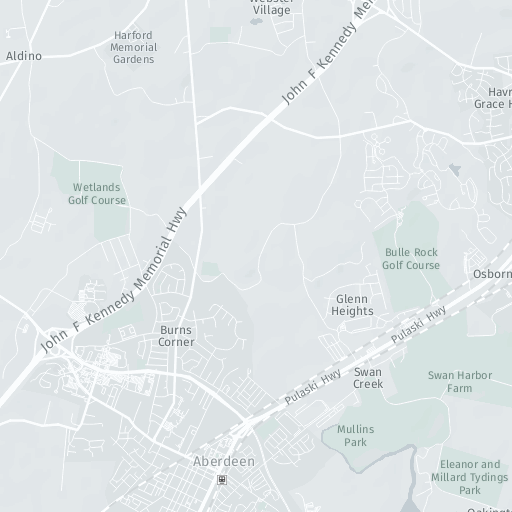 Webster
Village
Harford
Memorial
Gardens
Aldino
John F Kennedy Mem
Havr
Grace H
Wetlands
Golf Course
John F Kennedy Memorial Hwy
Bulle Rock
Golf Course
Osborn
Glenn
Heights
Burns
Corner
Pulaski Hwy
Swan
Creek
Swan Harbor
Farm
Pulaski Hwy
Mullins
Park
Aberdeen
Eleanor and
Millard Tydings
Park